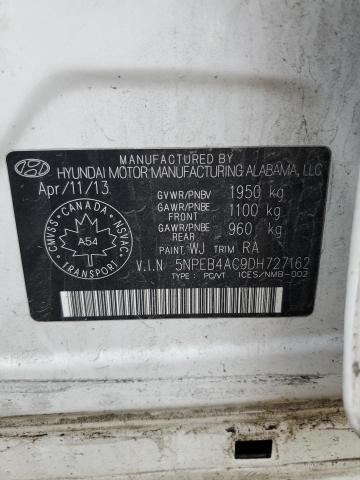 MANUFACTURED BY
HYUNDAI MOTOR MANUFACTURING ALABAMA, LLC
Apr/11/13
GVWR/PNBV 1950 kg
GAWR/PNBE FRONT 1100 kg
GAWR/PNBE REAR 960 kg
PAINT WJ TRIM RA
V.I.N 5NPEB4AC9DH727162
TYPE : PC/VT ICES/NMB-002
CANADA
CMVSS
NSVAC
A54
TRANSPORT